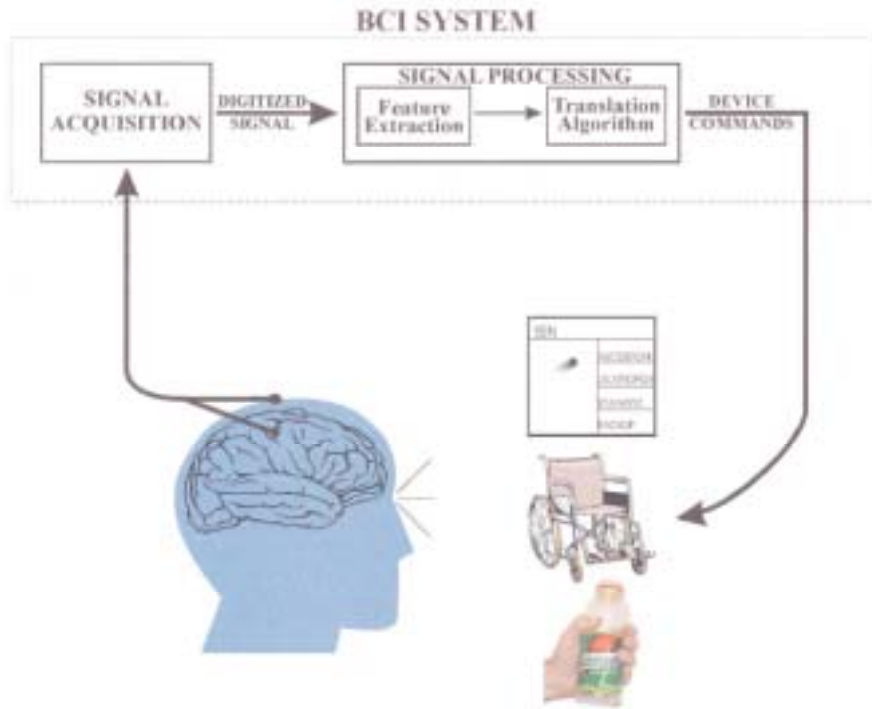 BCI SYSTEM
SIGNAL PROCESSING
SIGNAL
ACQUISITION
DIGITIZED
SIGNAL
Feature
Extraction
Translation
Algorithm
DEVICE
COMMANDS